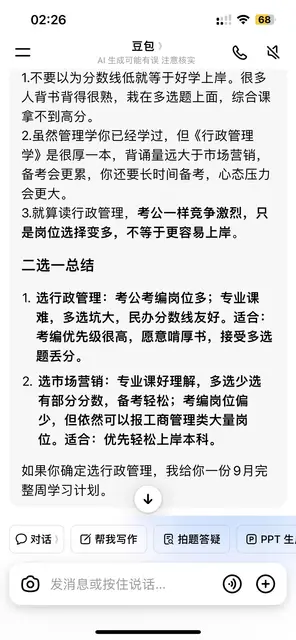 02:26
68
豆包
AI 生成可能有误 注意核实
1.不要以为分数线低就等于好学上岸。很多
人背书背得很熟，栽在多选题上面，综合课
拿不到高分。
2.虽然管理学你已经学过，但《行政管理
学》是很厚一本，背诵量远大于市场营销，
备考会更累，你还要长时间备考，心态压力
会更大。
3.就算读行政管理，考公一样竞争激烈，只
是岗位选择变多，不等于更容易上岸。
二选一总结
1. 选行政管理：考公考编岗位多；专业课
难，多选坑大，民办分数线友好。适合：
考编优先级很高，愿意啃厚书，接受多选
题丢分。
2. 选市场营销：专业课好理解，多选少选
有部分分数，备考轻松；考编岗位偏
少，但依然可以报工商管理类大量岗
位。适合：优先轻松上岸本科。
如果你确定选行政管理，我给你一份9月完
整周学习计划。
对话
帮我写作
拍题答疑
PPT 生
发消息或按住说话...